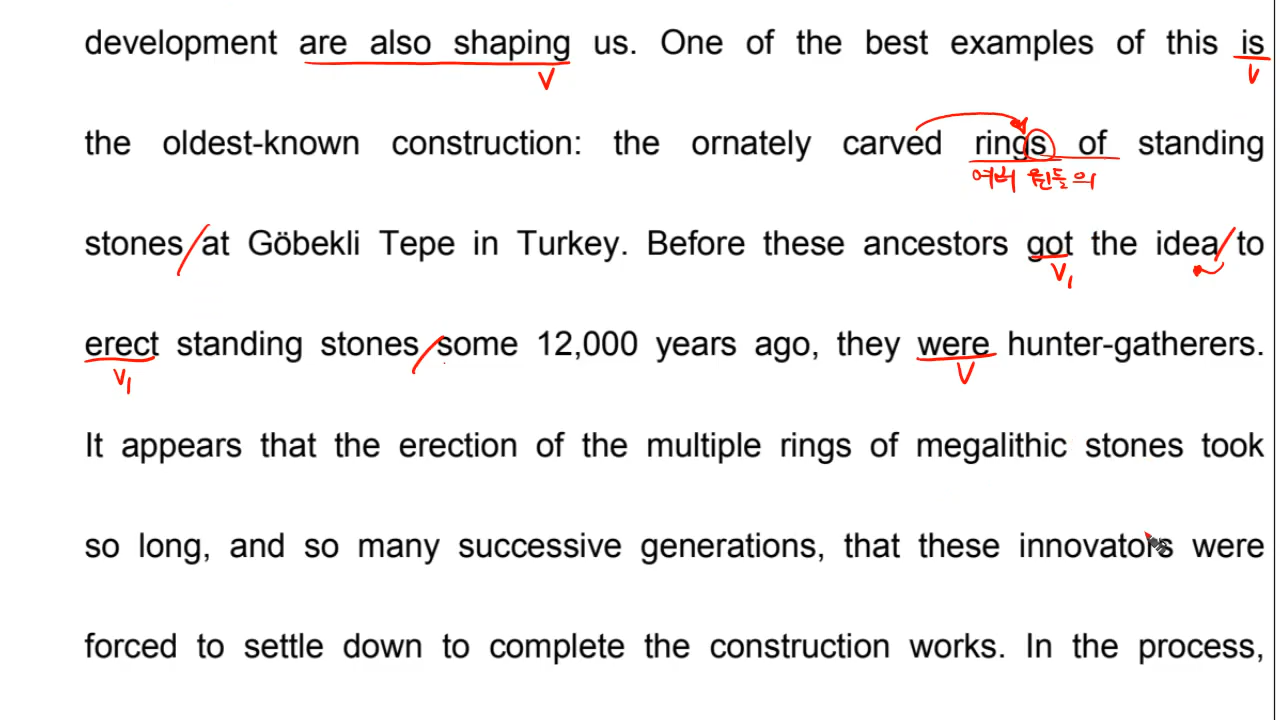 development are also shaping us. One of the best examples of this is
V
V
the oldest-known construction: the ornately carved rings of standing
여버 원들의
stones at Göbekli Tepe in Turkey. Before these ancestors got the idea to
V1
erect standing stones some 12,000 years ago, they were hunter-gatherers.
V1
V
It appears that the erection of the multiple rings of megalithic stones took
so long, and so many successive generations, that these innovators were
forced to settle down to complete the construction works. In the process,